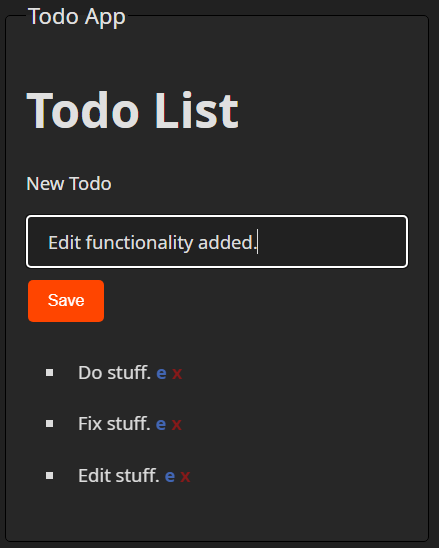 Todo App
Todo List
New Todo
Edit functionality added.
Save
Do stuff. e x
Fix stuff. e x
Edit stuff. e x